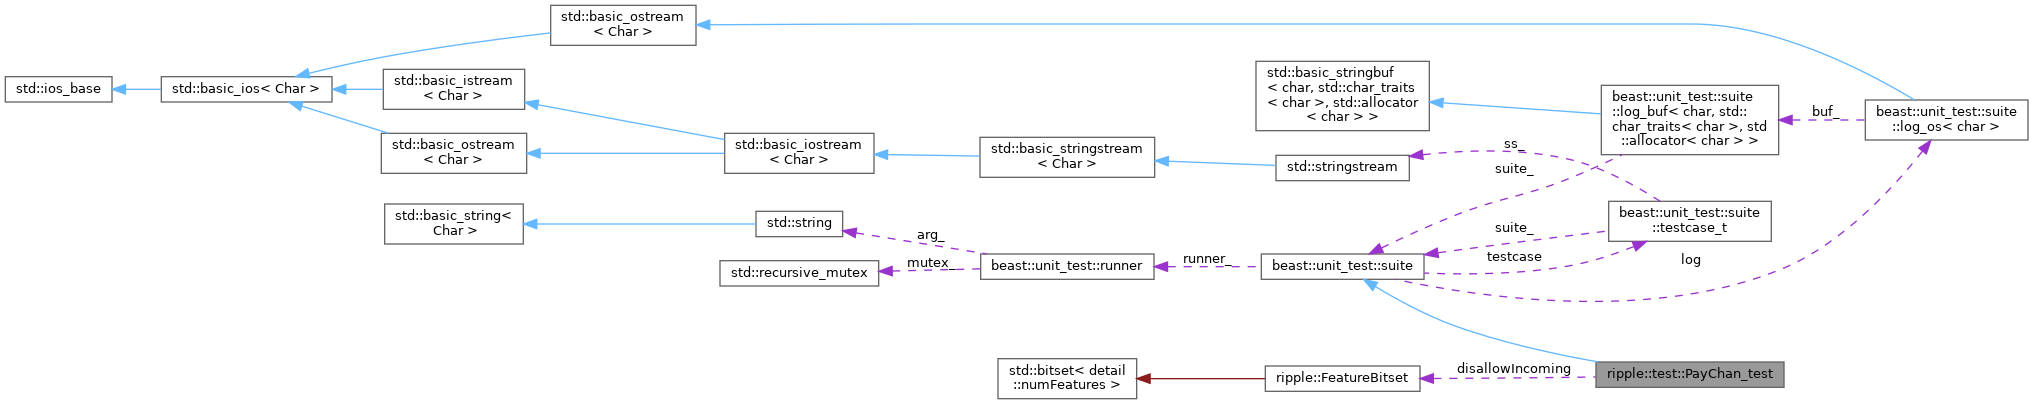 std::basic_ostream
< Char >
std::ios_base
std::basic_ios< Char >
std::basic_istream
< Char >
std::basic_ostream
< Char >
std::basic_iostream
< Char >
std::basic_stringstream
< Char >
std::basic_stringbuf
< char, std::char_traits
< char >, std::allocator
< char > >
std::stringstream
beast::unit_test::suite
::log_buf< char, std::
char_traits< char >, std
::allocator< char > >
buf_
beast::unit_test::suite
::log_os< char >
ss_
suite_
std::basic_string<
Char >
std::string
arg_
std::recursive_mutex
mutex_
beast::unit_test::runner
runner_
beast::unit_test::suite
suite_
testcase
beast::unit_test::suite
::testcase_t
log
std::bitset< detail
::numFeatures >
ripple::FeatureBitset
disallowIncoming
ripple::test::PayChan_test